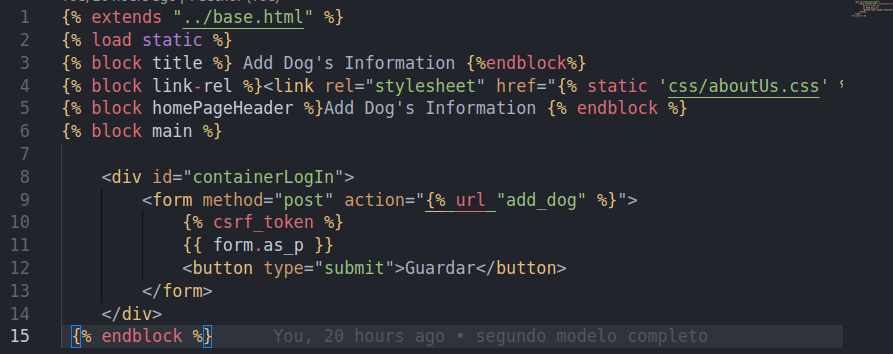 1 {% extends "../base.html" %}
2 {% load static %}
3 {% block title %} Add Dog's Information {%endblock%}
4 {% block link-rel %}<link rel="stylesheet" href="{% static 'css/aboutUs.css' %
5 {% block homePageHeader %}Add Dog's Information {% endblock %}
6 {% block main %}
7
8 <div id="containerLogIn">
9 <form method="post" action="{% url "add_dog" %}">
10 {% csrf_token %}
11 {{ form.as_p }}
12 <button type="submit">Guardar</button>
13 </form>
14 </div>
15 {% endblock %} You, 20 hours ago • segundo modelo completo